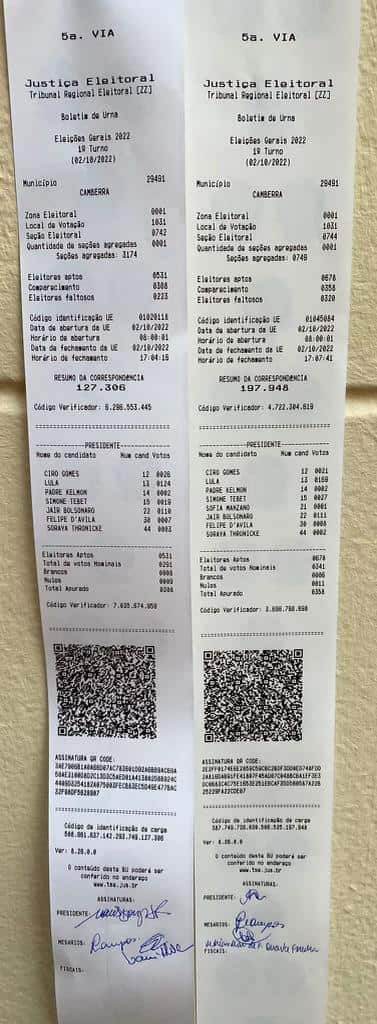 5a. VIA
Justiça Eleitoral
Tribunal Regional Eleitoral [ZZ]
Boletim de Urna
Eleições Gerais 2022
1º Turno
(02/10/2022)
Município 29491
CAMBERRA
Zona Eleitoral 0001
Local de Votação 1031
Seção Eleitoral 0742
Quantidade de seções agregadas 0001
Seções agregadas: 3174
Eleitores aptos 0531
Comparecimento 0308
Eleitores faltosos 0223
Código identificação UE 01020118
Data de abertura da UE 02/10/2022
Horário de abertura 08:00:01
Data de fechamento da UE 02/10/2022
Horário de fechamento 17:04:16
RESUMO DA CORRESPONDÊNCIA
127.306
Código Verificador: 6.286.553.445
PRESIDENTE
Nome do candidato Num cand Votos
CIRO GOMES 12 0026
LULA 13 0124
PADRE KELMON 14 0002
SIMONE TEBET 15 0019
JAIR BOLSONARO 22 0110
FELIPE D'AVILA 30 0007
SORAYA THRONICKE 44 0003
Eleitores Aptos 0531
Total de votos Nominais 0291
Brancos 0008
Nulos 0009
Total Apurado 0308
Código Verificador:
ASSINATURA QR CODE:
Código de identificação de carga
Ver: 8.26.0.0
O conteúdo deste BU poderá ser
conferido no endereço
www.tse.jus.br
ASSINATURAS:
PRESIDENTE:
MESÁRIOS: Campos
FISCAIS:
5a. VIA
Justiça Eleitoral
Tribunal Regional Eleitoral [ZZ]
Boletim de Urna
Eleições Gerais 2022
1º Turno
(02/10/2022)
Município 29491
CAMBERRA
Zona Eleitoral 0001
Local de Votação 1031
Seção Eleitoral 0744
Quantidade de seções agregadas 0001
Seções agregadas: 0749
Eleitores aptos 0678
Comparecimento 0358
Eleitores faltosos 0320
Código identificação UE 01045084
Data de abertura da UE 02/10/2022
Horário de abertura 08:00:01
Data de fechamento da UE 02/10/2022
Horário de fechamento 17:07:41
RESUMO DA CORRESPONDÊNCIA
197.948
Código Verificador: 4.722.304.619
PRESIDENTE
Nome do candidato Num cand Votos
CIRO GOMES 12 0021
LULA 13 0169
PADRE KELMON 14 0002
SIMONE TEBET 15 0027
SOFIA MANZANO 21 0001
JAIR BOLSONARO 22 0111
FELIPE D'AVILA 30 0008
SORAYA THRONICKE 44 0002
Eleitores Aptos 0678
Total de votos Nominais 0341
Brancos 0006
Nulos 0011
Total Apurado 0358
Código Verificador:
ASSINATURA QR CODE:
Código de identificação de carga
Ver: 8.26.0.0
O conteúdo deste BU poderá ser
conferido no endereço
www.tse.jus.br
ASSINATURAS:
PRESIDENTE:
MESÁRIOS: Campos
FISCAIS: